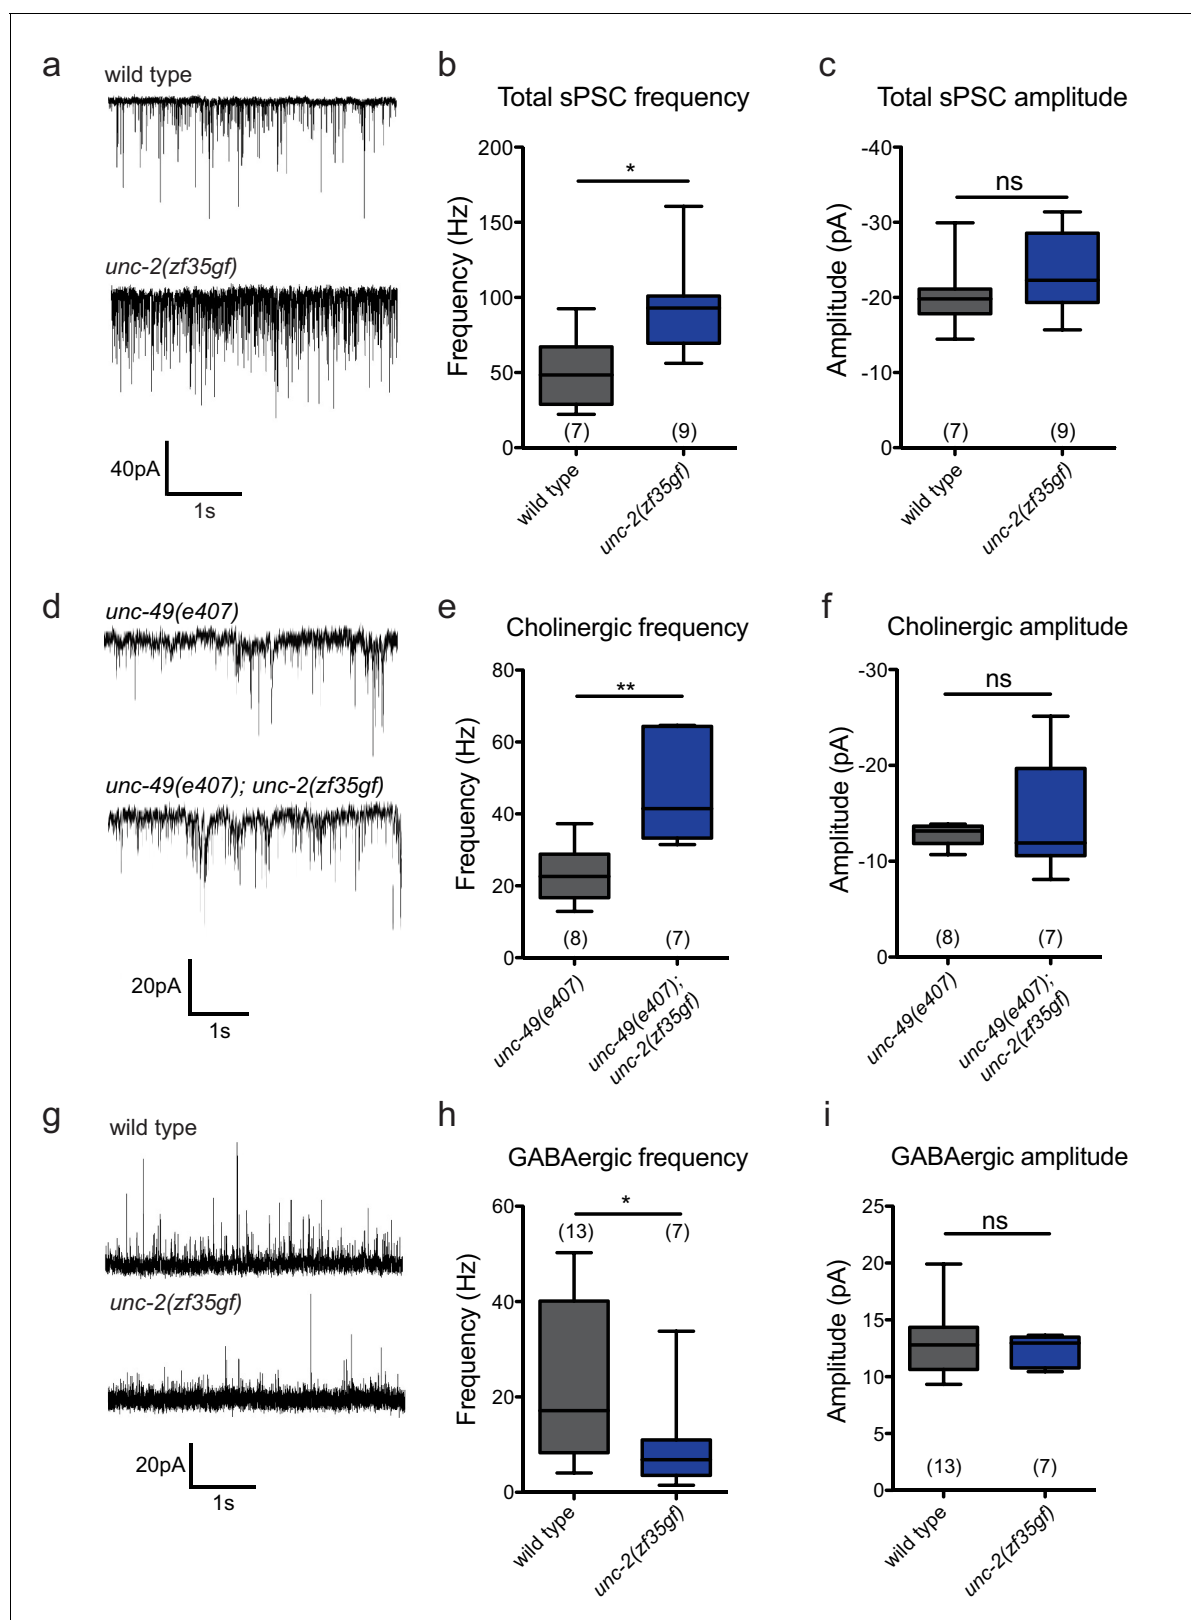 a
wild type
unc-2(zf35gf)
40pA
1s
b
Total sPSC frequency
Frequency (Hz)
200
150
100
50
0
*
(7)
(9)
wild type
unc-2(zf35gf)
c
Total sPSC amplitude
Amplitude (pA)
-40
-30
-20
-10
0
ns
(7)
(9)
wild type
unc-2(zf35gf)
d
unc-49(e407)
unc-49(e407); unc-2(zf35gf)
20pA
1s
e
Cholinergic frequency
Frequency (Hz)
80
60
40
20
0
**
(8)
(7)
unc-49(e407)
unc-49(e407);
unc-2(zf35gf)
f
Cholinergic amplitude
Amplitude (pA)
-30
-20
-10
0
ns
(8)
(7)
unc-49(e407)
unc-49(e407);
unc-2(zf35gf)
g
wild type
unc-2(zf35gf)
20pA
1s
h
GABAergic frequency
Frequency (Hz)
60
40
20
0
*
(13)
(7)
wild type
unc-2(zf35gf)
i
GABAergic amplitude
Amplitude (pA)
25
20
15
10
5
0
ns
(13)
(7)
wild type
unc-2(zf35gf)